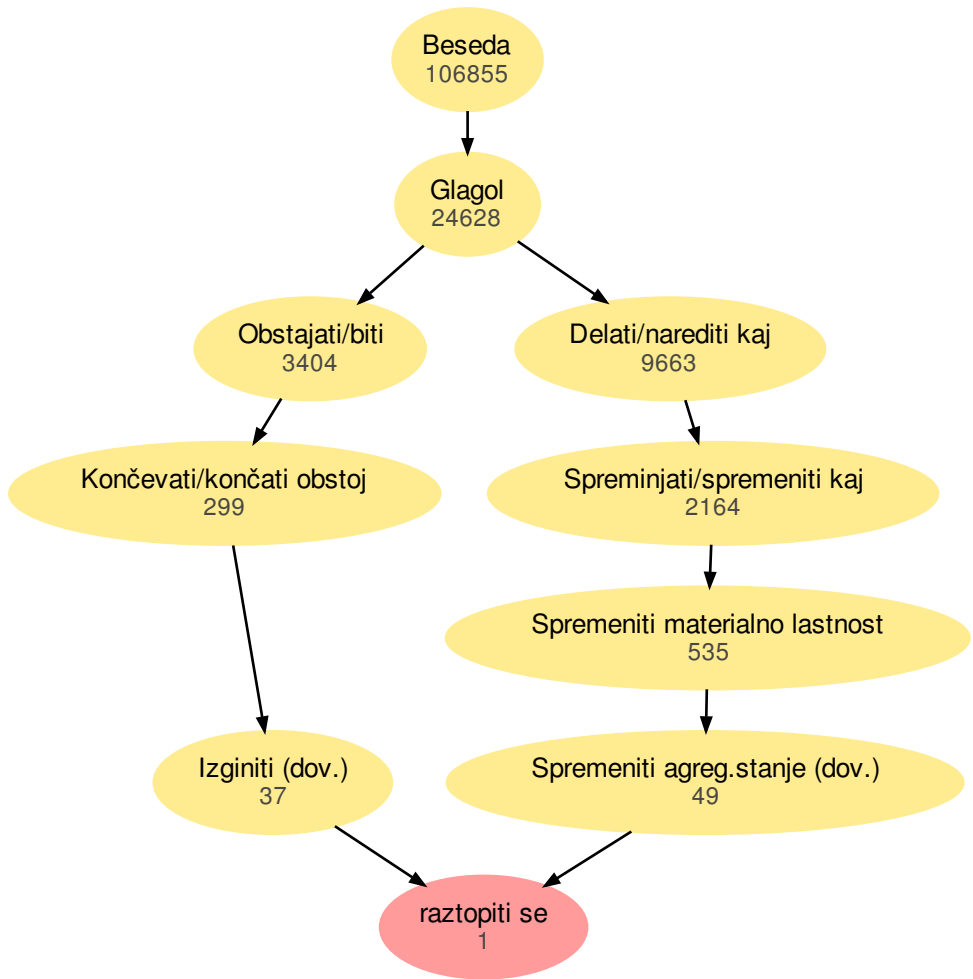 Beseda
106855
Glagol
24628
Obstajati/biti
3404
Delati/narediti kaj
9663
Končevati/končati obstoj
299
Spreminjati/spremeniti kaj
2164
Spremeniti materialno lastnost
535
Izginiti (dov.)
37
Spremeniti agreg.stanje (dov.)
49
raztopiti se
1